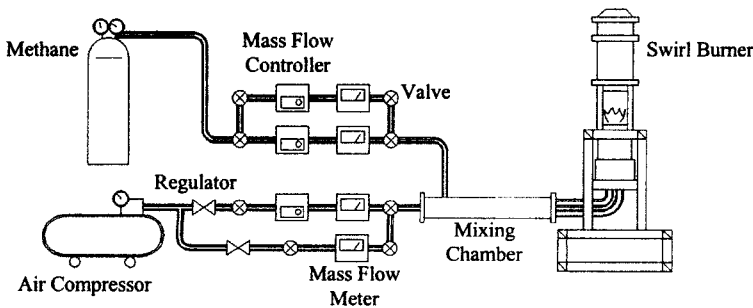 Methane
Mass Flow
Controller
Valve
Swirl Burner
Regulator
Air Compressor
Mass Flow
Meter
Mixing
Chamber